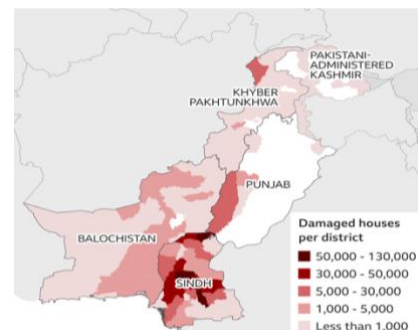 PAKISTANI-
ADMINISTERED
KASHMIR
KHYBER
PAKHTUNKHWA
PUNJAB
BALOCHISTAN
SINDH
Damaged houses
per district
50,000 - 130,000
30,000 - 50,000
5,000 - 30,000
1,000 - 5,000
Less than 1,000